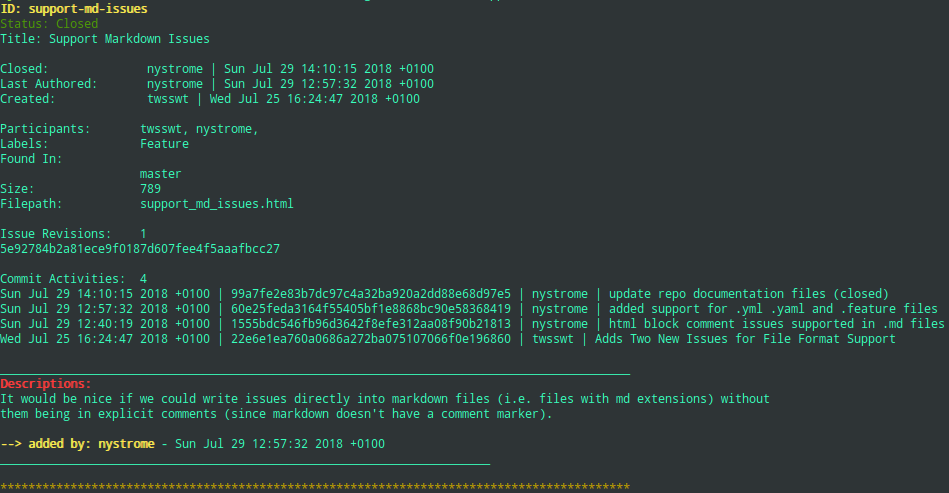 ID: support-md-issues
Status: Closed
Title: Support Markdown Issues
Closed: nystrome | Sun Jul 29 14:10:15 2018 +0100
Last Authored: nystrome | Sun Jul 29 12:57:32 2018 +0100
Created: twsswt | Wed Jul 25 16:24:47 2018 +0100
Participants: twsswt, nystrome,
Labels: Feature
Found In:
master
Size: 789
Filepath: support_md_issues.html
Issue Revisions: 1
5e92784b2a81ece9f0187d607fee4f5aaafbcc27
Commit Activities: 4
Sun Jul 29 14:10:15 2018 +0100 | 99a7fe2e83b7dc97c4a32ba920a2dd88e68d97e5 | nystrome | update repo documentation files (closed)
Sun Jul 29 12:57:32 2018 +0100 | 60e25feda3164f55405bf1e8868bc90e58368419 | nystrome | added support for .yml .yaml and .feature files
Sun Jul 29 12:40:19 2018 +0100 | 1555bdc546fb96d3642f8efe312aa08f90b21813 | nystrome | html block comment issues supported in .md files
Wed Jul 25 16:24:47 2018 +0100 | 22e6e1ea760a0686a272ba075107066f0e196860 | twsswt | Adds Two New Issues for File Format Support
Descriptions:
It would be nice if we could write issues directly into markdown files (i.e. files with md extensions) without
them being in explicit comments (since markdown doesn't have a comment marker).
--> added by: nystrome - Sun Jul 29 12:57:32 2018 +0100
******************************************************************************************